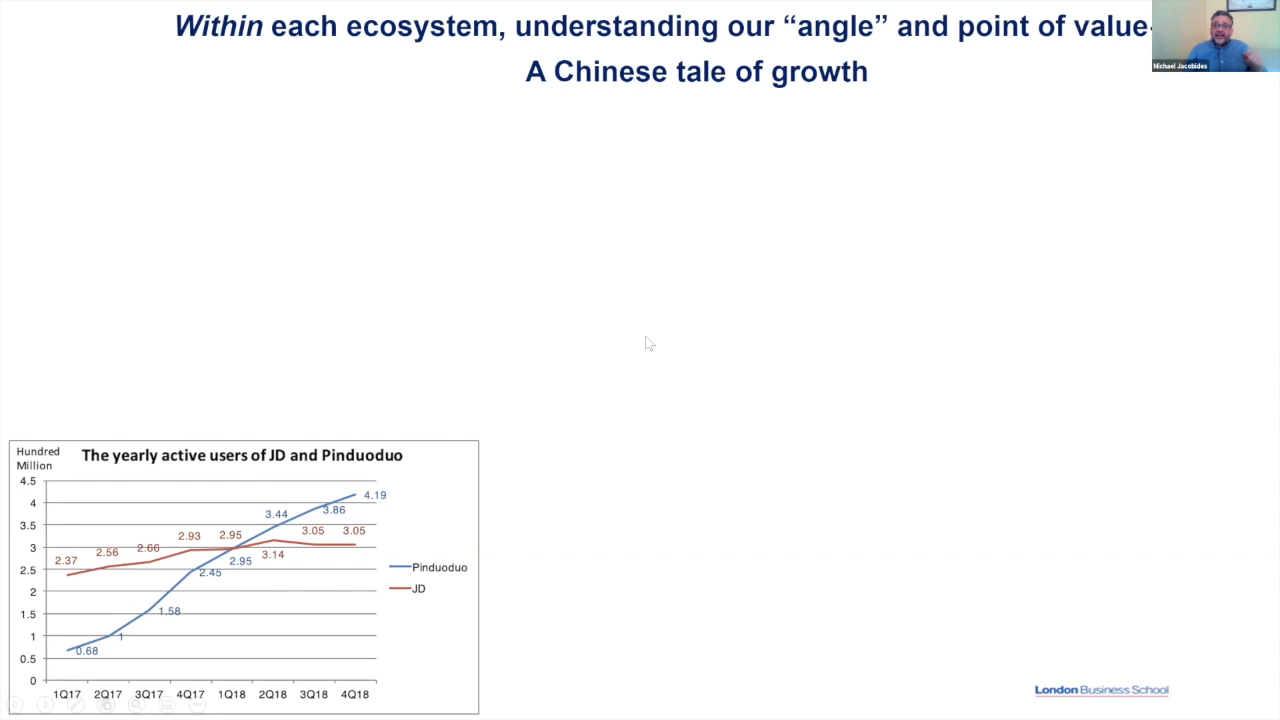 Within each ecosystem, understanding our “angle” and point of value-
A Chinese tale of growth
Michael Jacobides
Hundred
Million
The yearly active users of JD and Pinduoduo
4.5
4
3.5
3
2.5
2
1.5
1
0.5
0
2.37
2.56
2.66
2.93
2.95
3.14
3.05
3.05
0.68
1
1.58
2.45
2.95
3.44
3.86
4.19
Pinduoduo
JD
1Q17 2Q17 3Q17 4Q17 1Q18 2Q18 3Q18 4Q18
London Business School